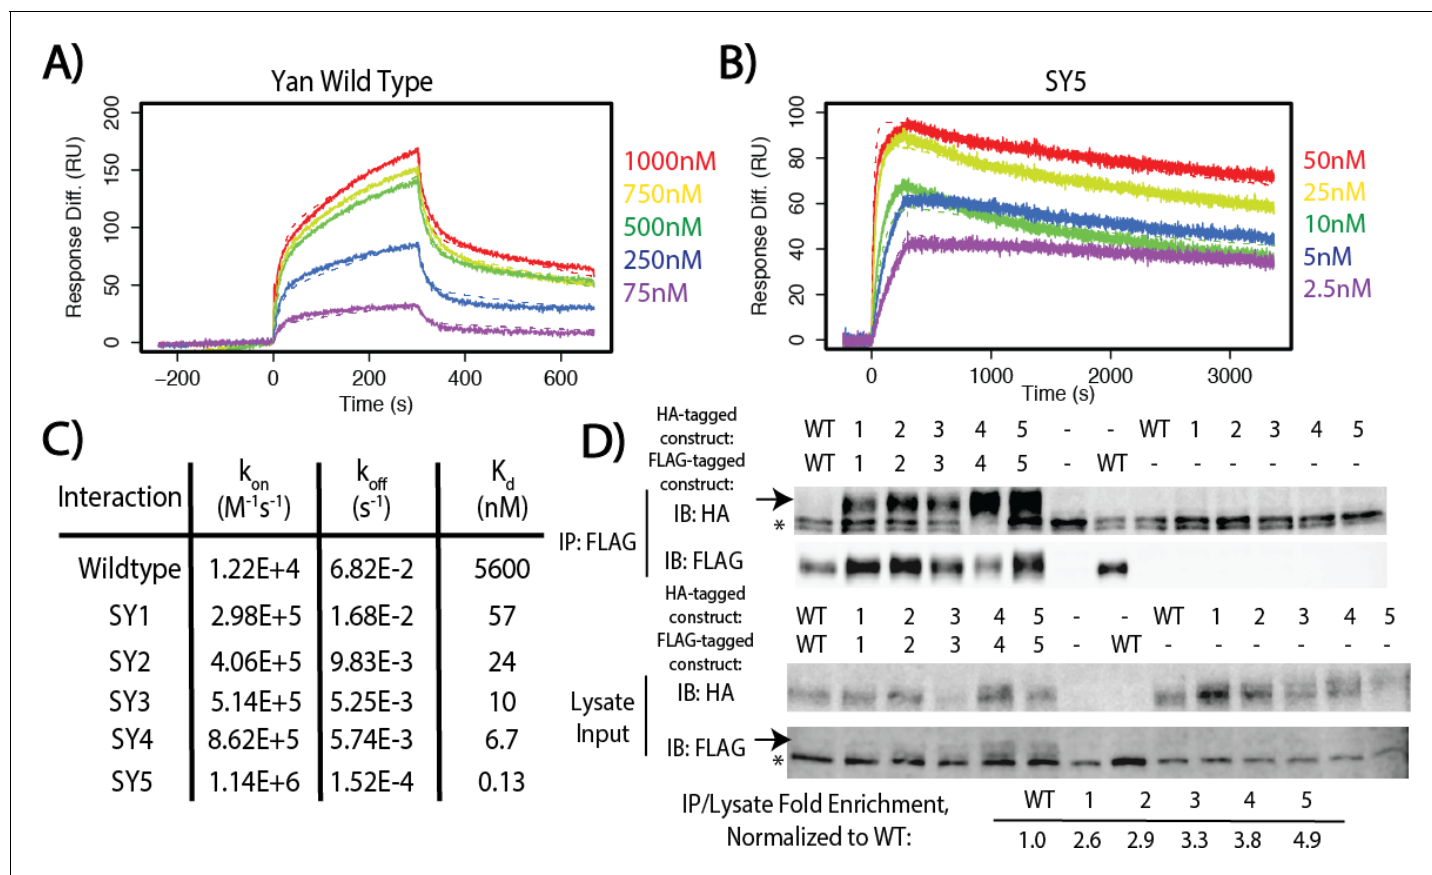 A)
Yan Wild Type
Response Diff. (RU)
200
150
100
50
0
−200 0 200 400 600
Time (s)
1000nM
750nM
500nM
250nM
75nM
B)
SY5
Response Diff. (RU)
100
80
60
40
20
0
0 1000 2000 3000
Time (s)
50nM
25nM
10nM
5nM
2.5nM
C)
Interaction kon (M-1s-1) koff (s-1) Kd (nM)
Wildtype 1.22E+4 6.82E-2 5600
SY1 2.98E+5 1.68E-2 57
SY2 4.06E+5 9.83E-3 24
SY3 5.14E+5 5.25E-3 10
SY4 8.62E+5 5.74E-3 6.7
SY5 1.14E+6 1.52E-4 0.13
D)
HA-tagged construct: WT 1 2 3 4 5 - - WT 1 2 3 4 5
FLAG-tagged construct: WT 1 2 3 4 5 - WT - - - - - -
IP: FLAG
IB: HA
*
IB: FLAG
HA-tagged construct: WT 1 2 3 4 5 - - WT 1 2 3 4 5
FLAG-tagged construct: WT 1 2 3 4 5 - WT - - - - - -
Lysate Input
IB: HA
IB: FLAG
*
IP/Lysate Fold Enrichment, WT 1 2 3 4 5
Normalized to WT: 1.0 2.6 2.9 3.3 3.8 4.9